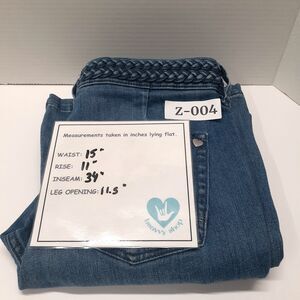 Z-004
Measurements taken in inches lying flat.
WAIST: 15"
RISE: 11"
INSEAM: 34"
LEG OPENING: 11.5"